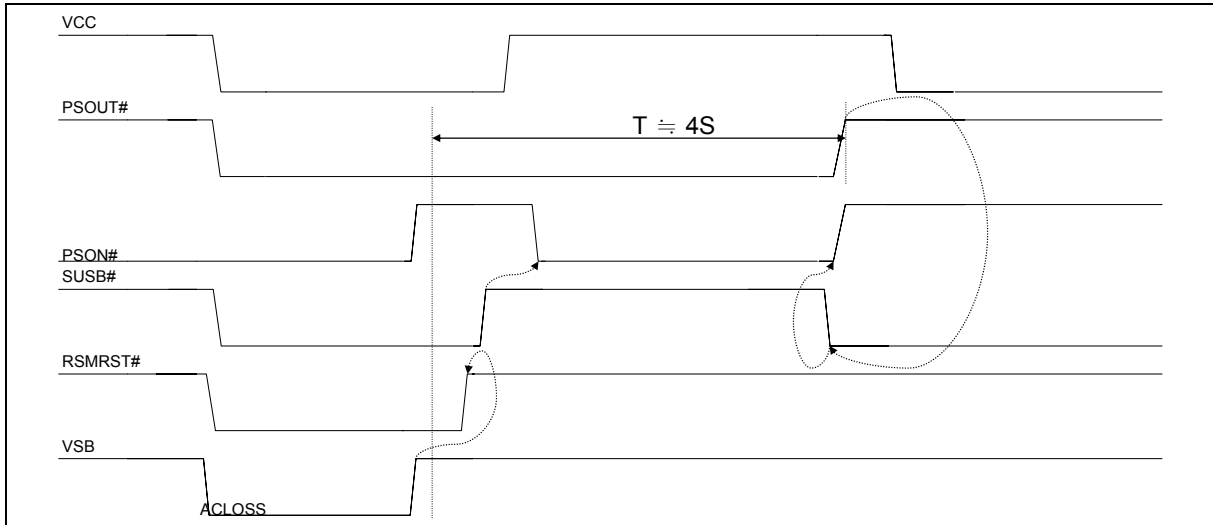 VCC
PSOUT#
T ≒ 4S
PSON#
SUSB#
RSMRST#
VSB
ACLOSS